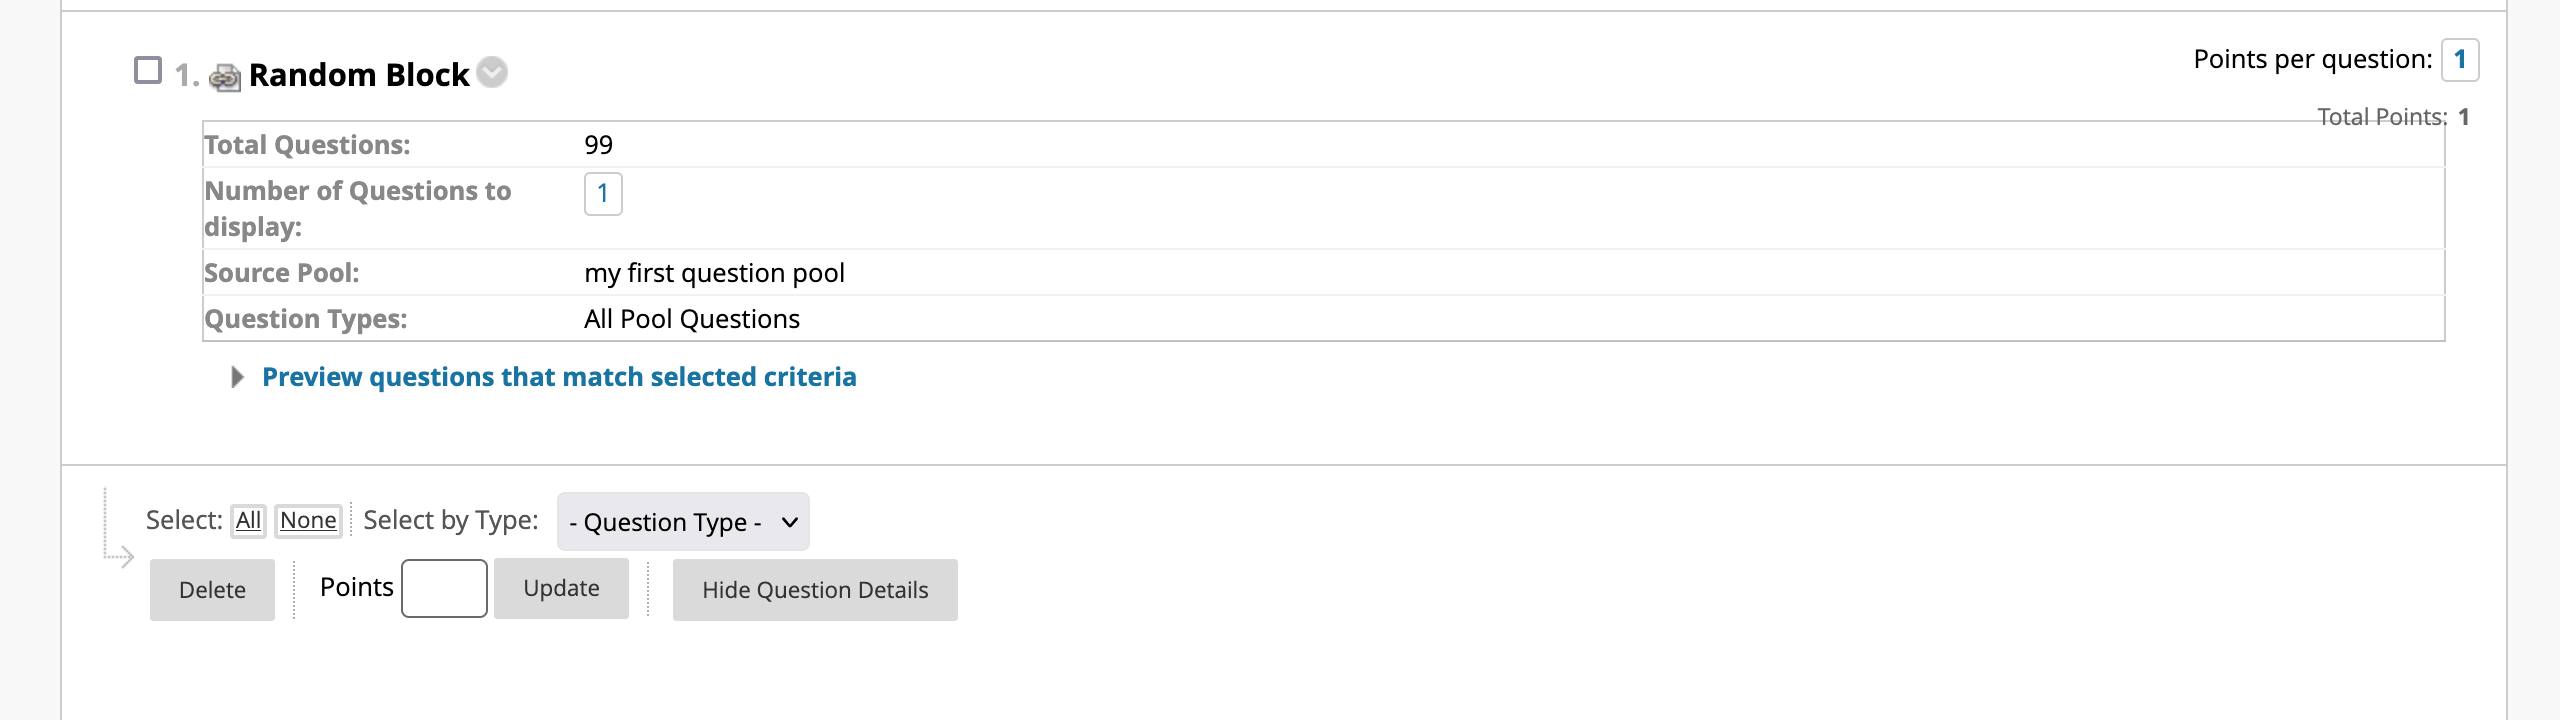 1. Random Block
Points per question: 1
Total Points: 1
Total Questions: 99
Number of Questions to
display: 1
Source Pool: my first question pool
Question Types: All Pool Questions
Preview questions that match selected criteria
Select: All None Select by Type: - Question Type -
Delete Points Update Hide Question Details